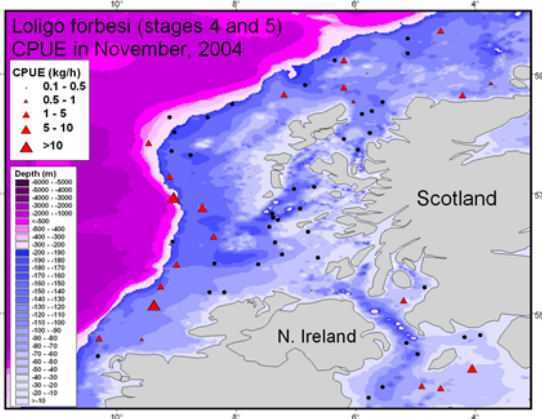 Loligo forbesi (stages 4 and 5)
CPUE in November, 2004
CPUE (kg/h)
0.1 - 0.5
0.5 - 1
1 - 5
5 - 10
>10
Depth (m)
-6000 - -5000
-5000 - -4000
-4000 - -3000
-3000 - -2000
-2000 - -1000
<-500
-500 - -400
-400 - -300
-300 - -200
-200 - -190
-190 - -180
-180 - -170
-170 - -160
-160 - -150
-150 - -140
-140 - -130
-130 - -120
-120 - -110
-110 - -100
-100 - -90
-90 - -80
-80 - -70
-70 - -60
-60 - -50
-50 - -40
-40 - -30
-30 - -20
-20 - -10
>-10
Scotland
N. Ireland
10°
8°
6°
4°